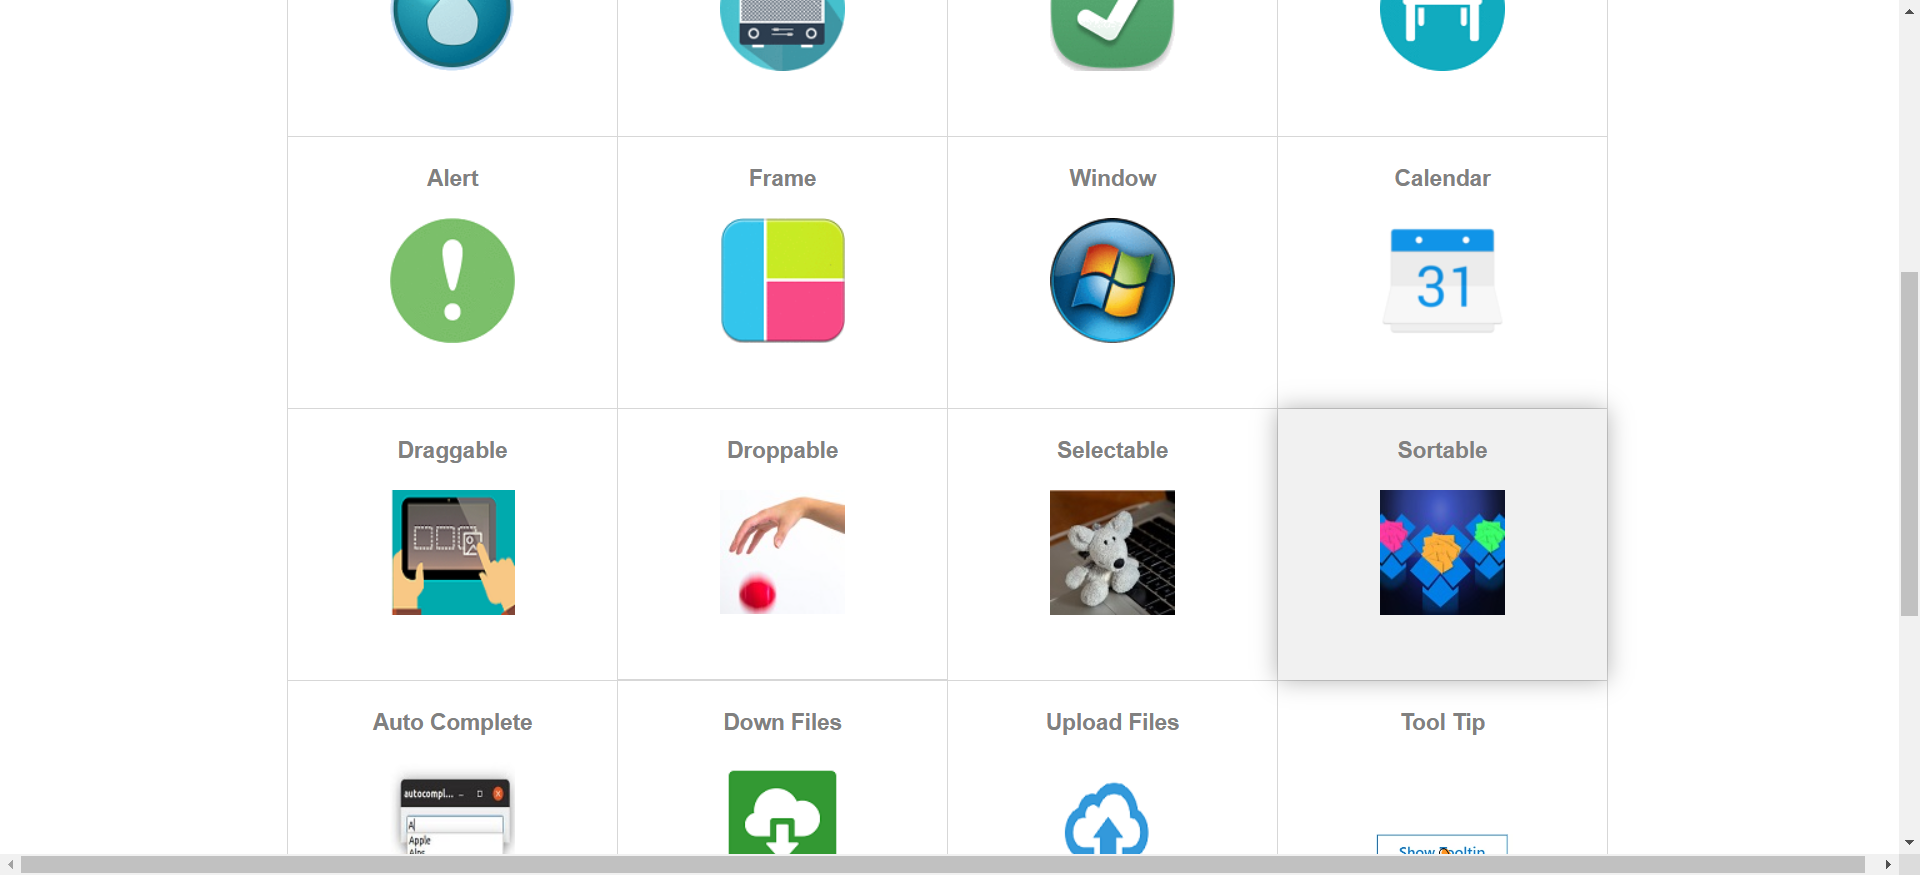 Alert
Frame
Window
Calendar
31
Draggable
Droppable
Selectable
Sortable
Auto Complete
Down Files
Upload Files
Tool Tip
autocompl...
A
Apple